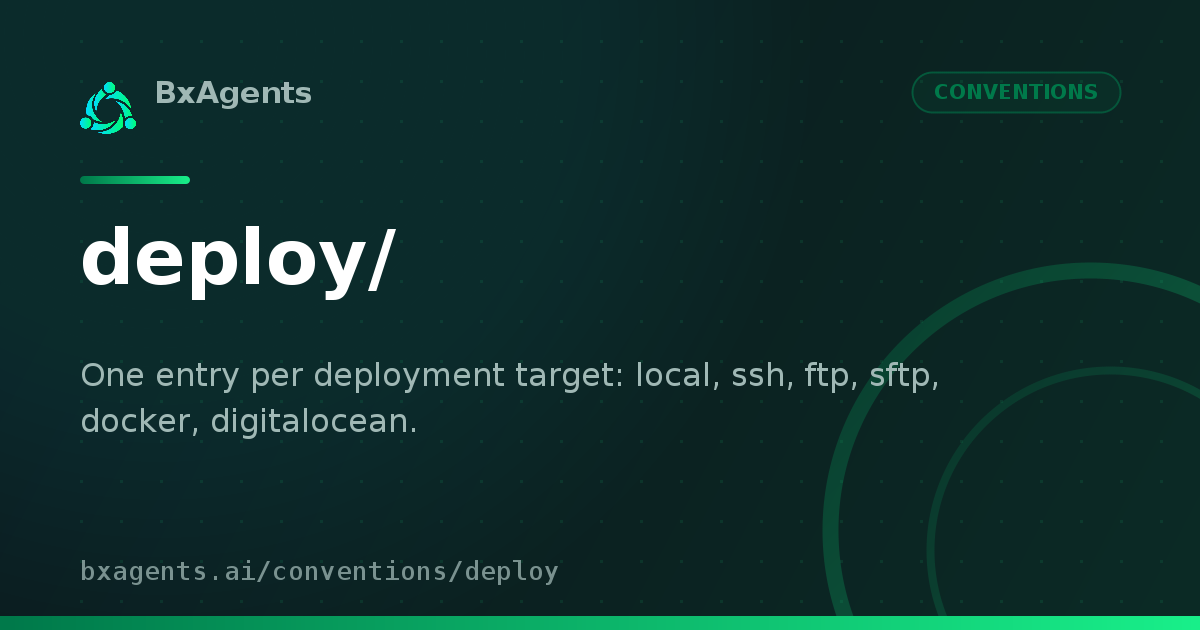 BxAgents
CONVENTIONS
deploy/
One entry per deployment target: local, ssh, ftp, sftp,
docker, digitalocean.
bxagents.ai/conventions/deploy